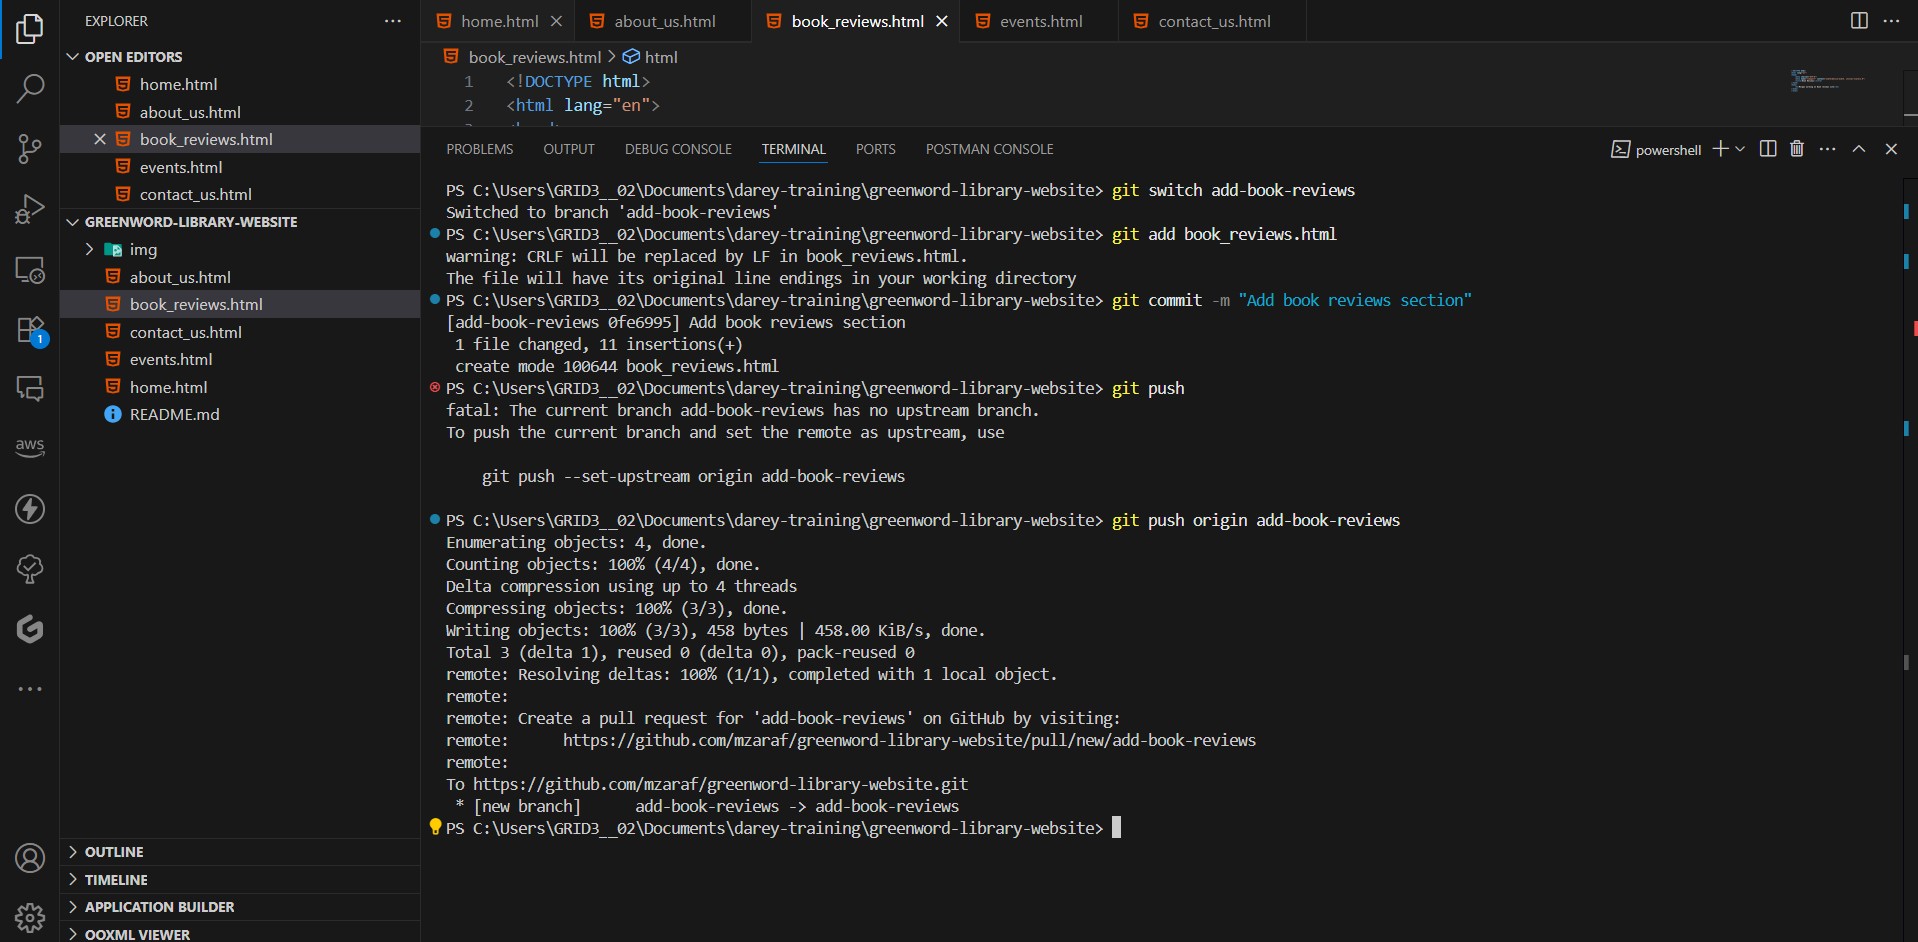 EXPLORER
OPEN EDITORS
home.html
about_us.html
book_reviews.html
events.html
contact_us.html
GREENWORD-LIBRARY-WEBSITE
img
about_us.html
book_reviews.html
contact_us.html
events.html
home.html
README.md
OUTLINE
TIMELINE
APPLICATION BUILDER
OOXML VIEWER
1
aws
home.html about_us.html book_reviews.html events.html contact_us.html
book_reviews.html > html
1 <!DOCTYPE html>
2 <html lang="en">
PROBLEMS OUTPUT DEBUG CONSOLE TERMINAL PORTS POSTMAN CONSOLE powershell
PS C:\Users\GRID3__02\Documents\darey-training\greenword-library-website> git switch add-book-reviews
Switched to branch 'add-book-reviews'
PS C:\Users\GRID3__02\Documents\darey-training\greenword-library-website> git add book_reviews.html
warning: CRLF will be replaced by LF in book_reviews.html.
The file will have its original line endings in your working directory
PS C:\Users\GRID3__02\Documents\darey-training\greenword-library-website> git commit -m "Add book reviews section"
[add-book-reviews 0fe6995] Add book reviews section
1 file changed, 11 insertions(+)
create mode 100644 book_reviews.html
PS C:\Users\GRID3__02\Documents\darey-training\greenword-library-website> git push
fatal: The current branch add-book-reviews has no upstream branch.
To push the current branch and set the remote as upstream, use
git push --set-upstream origin add-book-reviews
PS C:\Users\GRID3__02\Documents\darey-training\greenword-library-website> git push origin add-book-reviews
Enumerating objects: 4, done.
Counting objects: 100% (4/4), done.
Delta compression using up to 4 threads
Compressing objects: 100% (3/3), done.
Writing objects: 100% (3/3), 458 bytes | 458.00 KiB/s, done.
Total 3 (delta 1), reused 0 (delta 0), pack-reused 0
remote: Resolving deltas: 100% (1/1), completed with 1 local object.
remote:
remote: Create a pull request for 'add-book-reviews' on GitHub by visiting:
remote: https://github.com/mzaraf/greenword-library-website/pull/new/add-book-reviews
remote:
To https://github.com/mzaraf/greenword-library-website.git
* [new branch] add-book-reviews -> add-book-reviews
PS C:\Users\GRID3__02\Documents\darey-training\greenword-library-website>